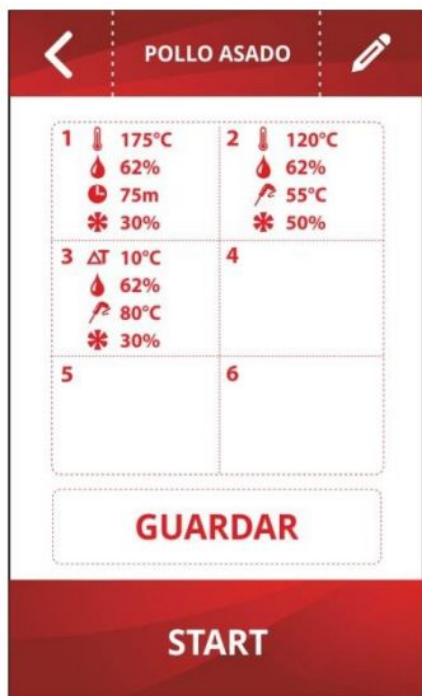 POLLO ASADO
1
175°C
62%
75m
30%
2
120°C
62%
55°C
50%
3
ΔT 10°C
62%
80°C
30%
4
5
6
GUARDAR
START